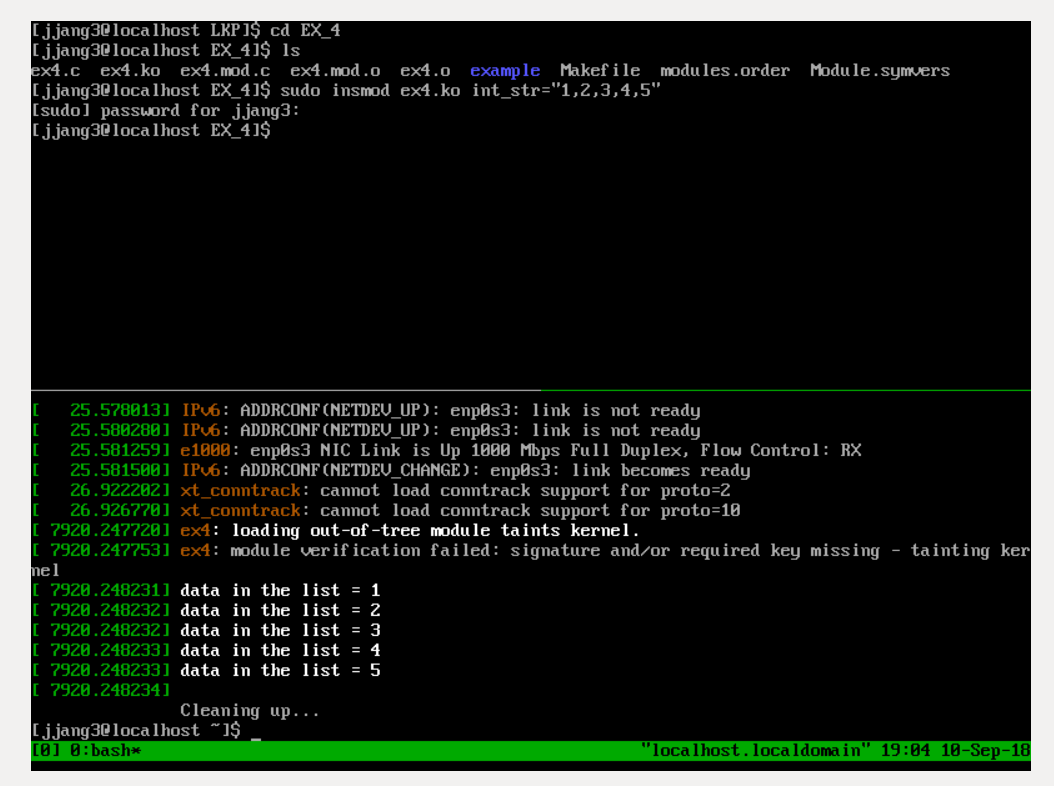 [jjang3@localhost LKP]$ cd EX_4
[jjang3@localhost EX_4]$ ls
ex4.c  ex4.ko  ex4.mod.c  ex4.mod.o  ex4.o  example  Makefile  modules.order  Module.symvers
[jjang3@localhost EX_4]$ sudo insmod ex4.ko int_str="1,2,3,4,5"
[sudo] password for jjang3:
[jjang3@localhost EX_4]$
[   25.578013] IPv6: ADDRCONF(NETDEV_UP): enp0s3: link is not ready
[   25.580280] IPv6: ADDRCONF(NETDEV_UP): enp0s3: link is not ready
[   25.581259] e1000: enp0s3 NIC Link is Up 1000 Mbps Full Duplex, Flow Control: RX
[   25.581500] IPv6: ADDRCONF(NETDEV_CHANGE): enp0s3: link becomes ready
[   26.922202] xt_conntrack: cannot load conntrack support for proto=2
[   26.926770] xt_conntrack: cannot load conntrack support for proto=10
[ 7920.247720] ex4: loading out-of-tree module taints kernel.
[ 7920.247753] ex4: module verification failed: signature and/or required key missing - tainting ker
nel
[ 7920.248231] data in the list = 1
[ 7920.248232] data in the list = 2
[ 7920.248232] data in the list = 3
[ 7920.248233] data in the list = 4
[ 7920.248233] data in the list = 5
[ 7920.248234]
               Cleaning up...
[jjang3@localhost ~]$ _
[0] 0:bash* "localhost.localdomain" 19:04 10-Sep-18